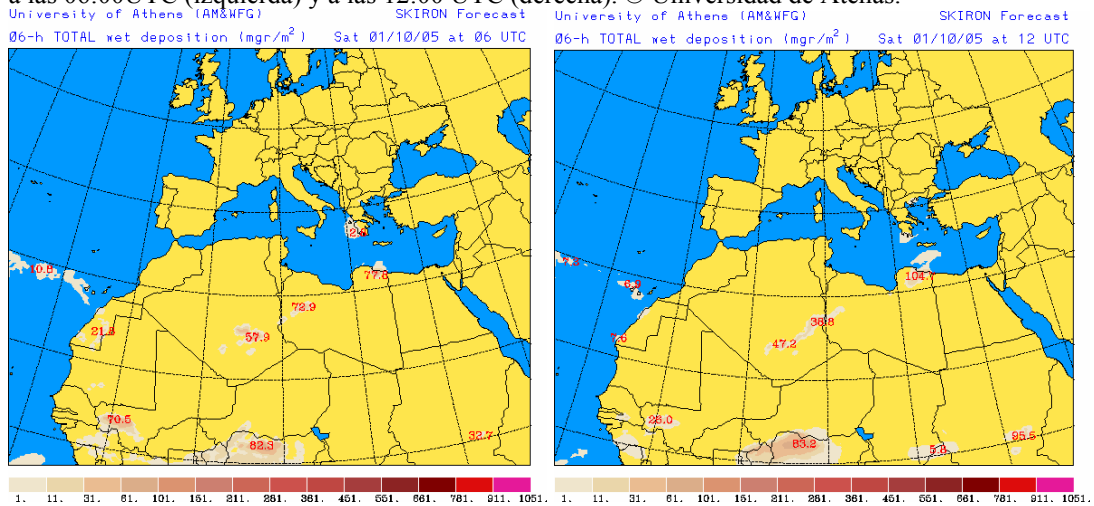 a las 06:00UTC (izquierda) y a las 12:00 UTC (derecha). © Universidad de Atenas.
University of Athens (AM&WFG) SKIRON Forecast
06-h TOTAL wet deposition (mgr/m²) Sat 01/10/05 at 06 UTC
10.8
77.8
72.9
21.8
57.9
70.5
82.3
32.7
1. 11. 31. 61. 101. 151. 211. 281. 361. 451. 551. 661. 781. 911. 1051.
University of Athens (AM&WFG) SKIRON Forecast
06-h TOTAL wet deposition (mgr/m²) Sat 01/10/05 at 12 UTC
6.9
104.7
7.6
38.8
47.2
26.0
83.2
5.8
95.5
1. 11. 31. 61. 101. 151. 211. 281. 361. 451. 551. 661. 781. 911. 1051.